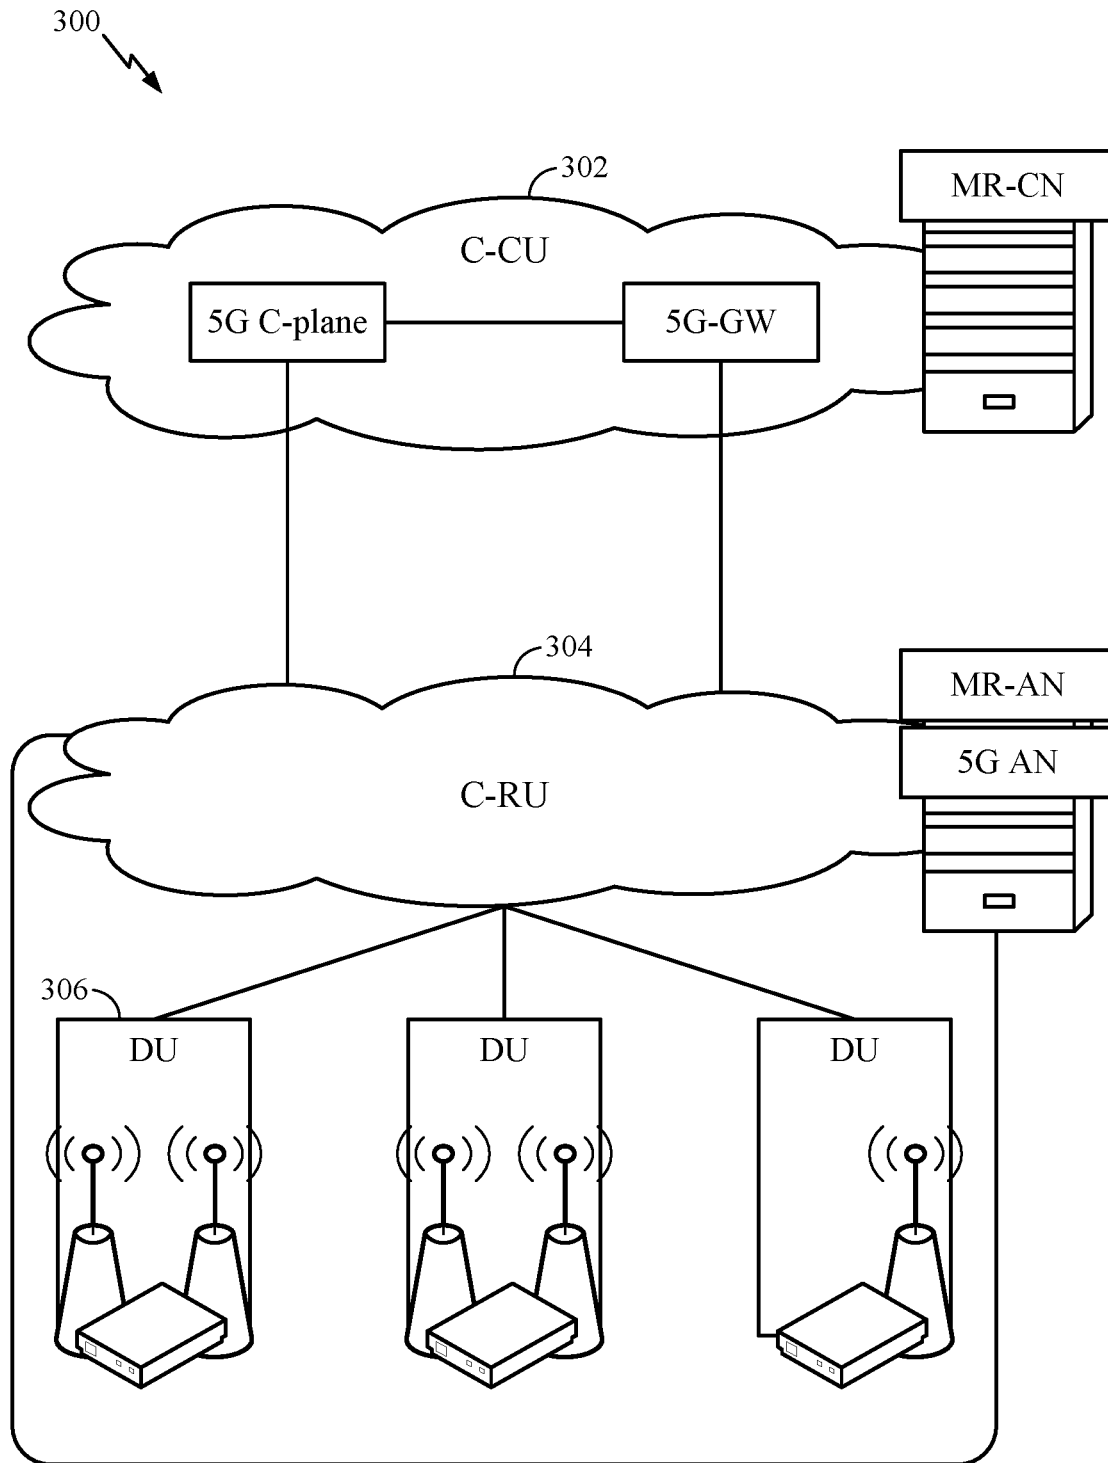 300
302
MR-CN
C-CU
5G C-plane
5G-GW
304
MR-AN
5G AN
C-RU
306
DU
DU
DU